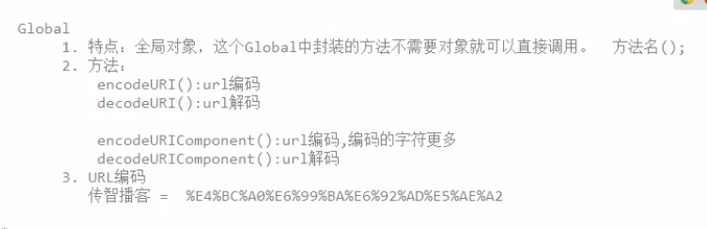 Global
1. 特点：全局对象，这个Global中封装的方法不需要对象就可以直接调用。 方法名();
2. 方法：
encodeURI():url编码
decodeURI():url解码
encodeURIComponent():url编码,编码的字符更多
decodeURIComponent():url解码
3. URL编码
传智播客 = %E4%BC%A0%E6%99%BA%E6%92%AD%E5%AE%A2